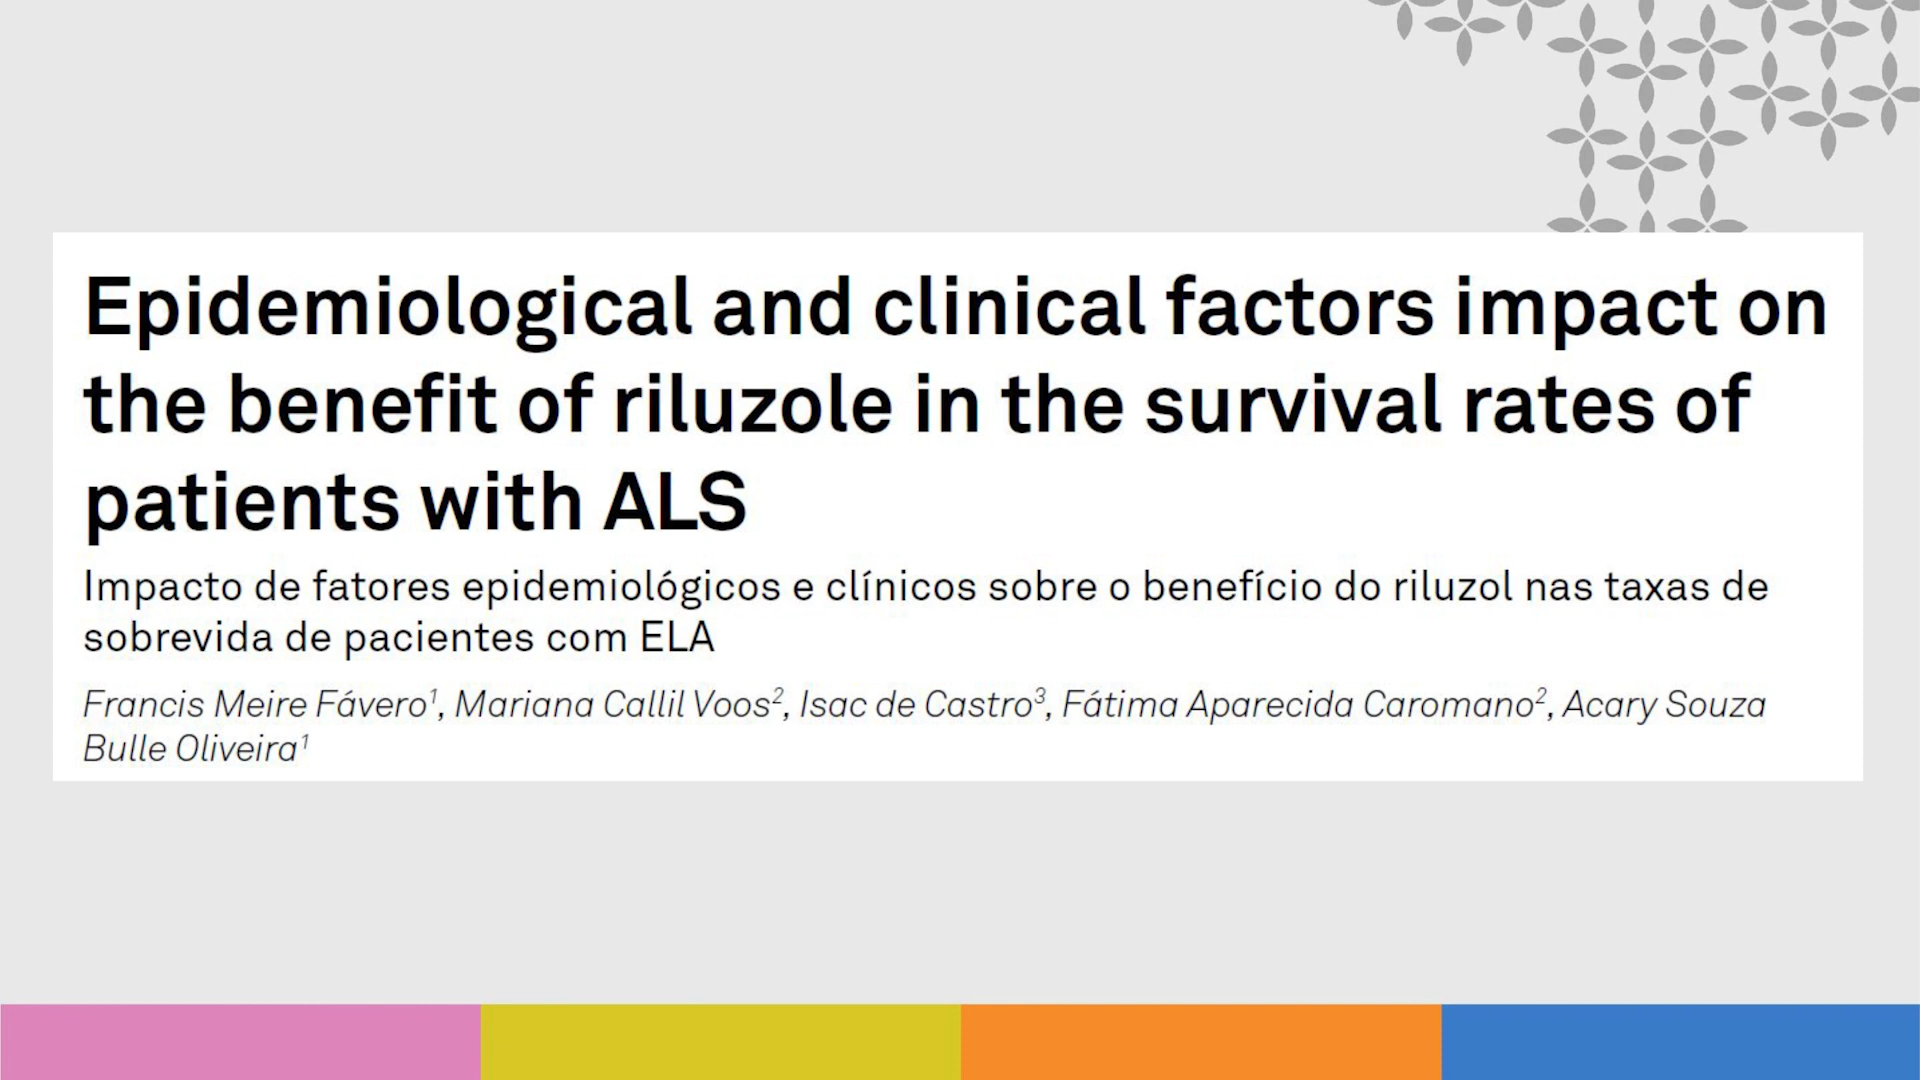 Epidemiological and clinical factors impact on
the benefit of riluzole in the survival rates of
patients with ALS
Impacto de fatores epidemiológicos e clínicos sobre o benefício do riluzol nas taxas de
sobrevida de pacientes com ELA
Francis Meire Fávero¹, Mariana Callil Voos², Isac de Castro³, Fátima Aparecida Caromano², Acary Souza
Bulle Oliveira¹